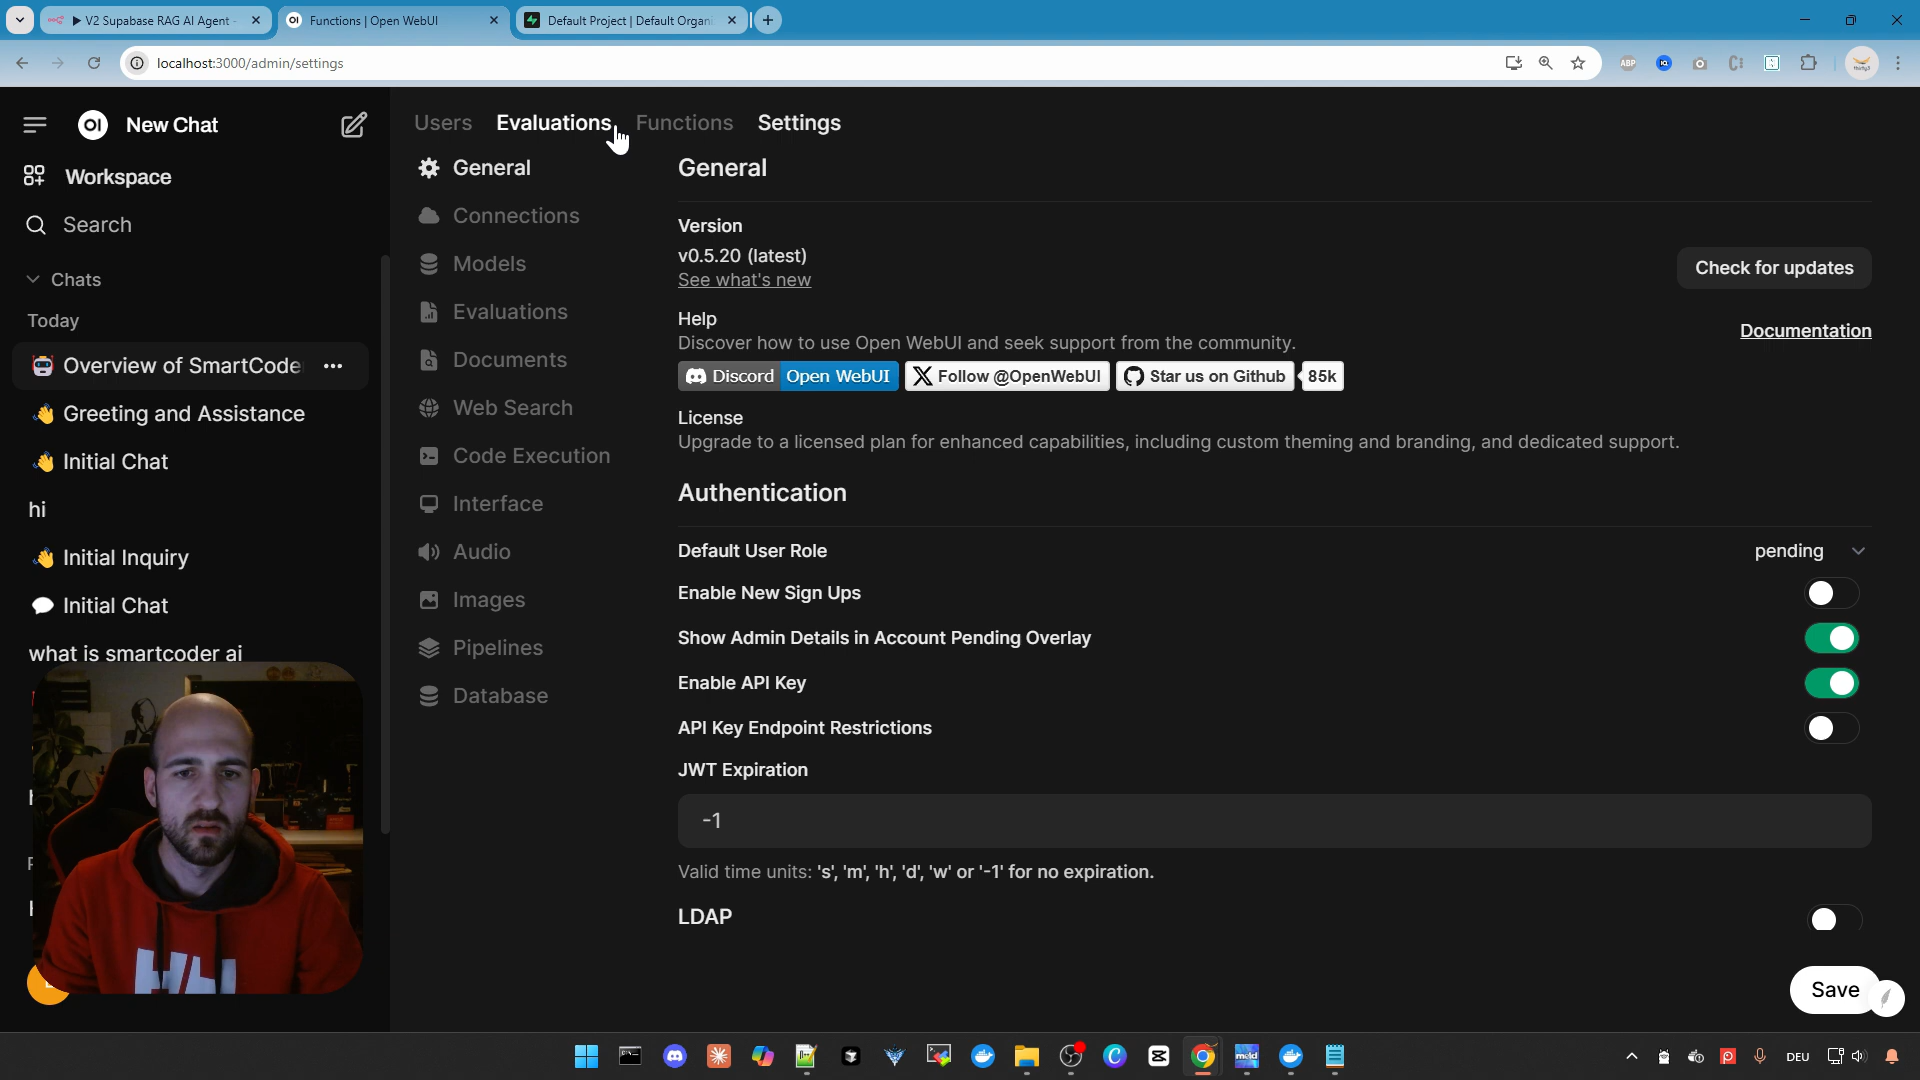 V2 Supabase RAG AI Agent
Functions | Open WebUI
Default Project | Default Organi
localhost:3000/admin/settings
ABP
OI
New Chat
Workspace
Search
Chats
Today
Overview of SmartCode
Greeting and Assistance
Initial Chat
hi
Initial Inquiry
Initial Chat
what is smartcoder ai
Users
Evaluations
Functions
Settings
General
Connections
Models
Evaluations
Documents
Web Search
Code Execution
Interface
Audio
Images
Pipelines
Database
General
Version
v0.5.20 (latest)
See what's new
Check for updates
Help
Discover how to use Open WebUI and seek support from the community.
Documentation
Discord Open WebUI
Follow @OpenWebUI
Star us on Github
85k
License
Upgrade to a licensed plan for enhanced capabilities, including custom theming and branding, and dedicated support.
Authentication
Default User Role
pending
Enable New Sign Ups
Show Admin Details in Account Pending Overlay
Enable API Key
API Key Endpoint Restrictions
JWT Expiration
-1
Valid time units: 's', 'm', 'h', 'd', 'w' or '-1' for no expiration.
LDAP
Save
HH
DEU